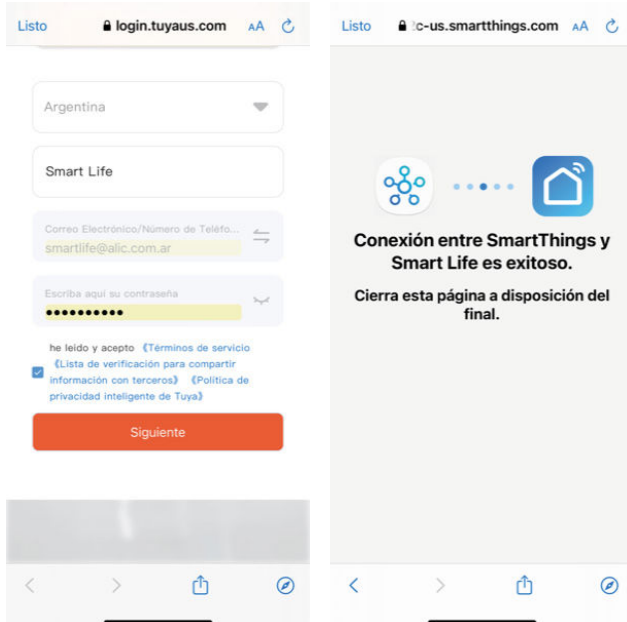 Listo
login.tuyaus.com
AA
Argentina
Smart Life
Correo Electrónico/Número de Teléfo...
smartlife@alic.com.ar
Escriba aquí su contraseña
he leído y acepto 《Términos de servicio
《Lista de verificación para compartir
información con terceros》 《Política de
privacidad inteligente de Tuya》
Siguiente
Listo
c-us.smartthings.com
AA
Conexión entre SmartThings y
Smart Life es exitoso.
Cierra esta página a disposición del
final.